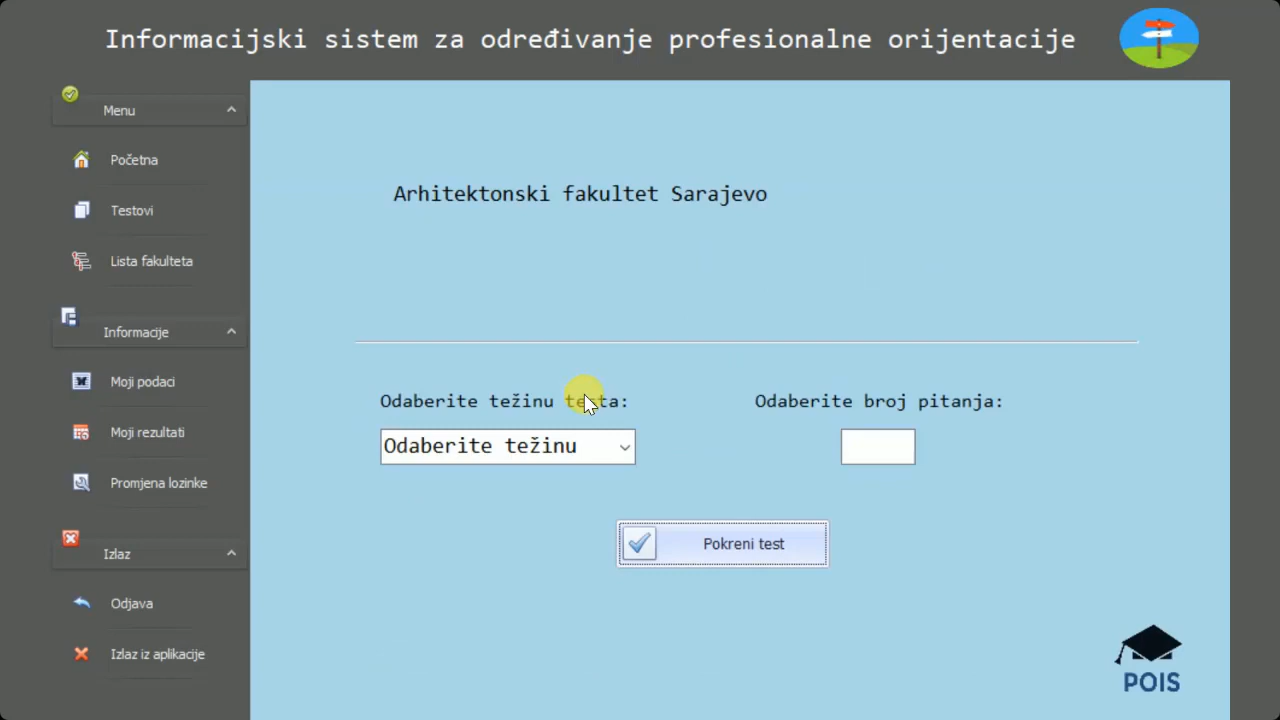 Informacijski sistem za određivanje profesionalne orijentacije
Menu
Početna
Testovi
Lista fakulteta
Informacije
Moji podaci
Moji rezultati
Promjena lozinke
Izlaz
Odjava
Izlaz iz aplikacije
Arhitektonski fakultet Sarajevo
Odaberite težinu testa:
Odaberite broj pitanja:
Odaberite težinu
Pokreni test
POIS